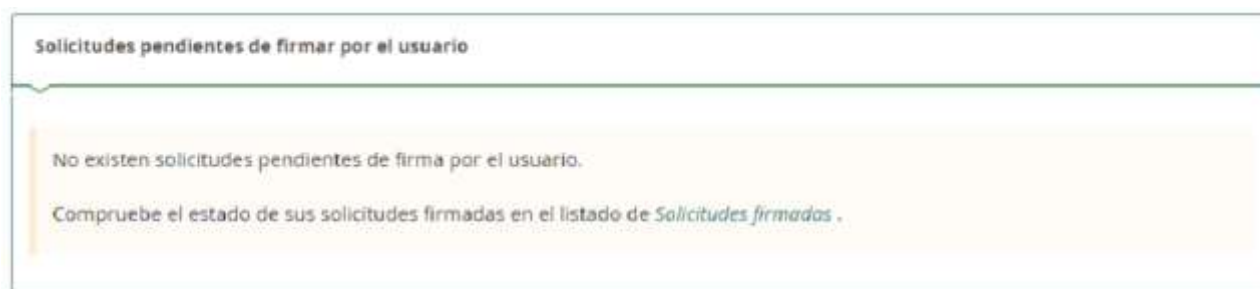 Solicitudes pendientes de firmar por el usuario
No existen solicitudes pendientes de firma por el usuario.
Compruebe el estado de sus solicitudes firmadas en el listado de Solicitudes firmadas .